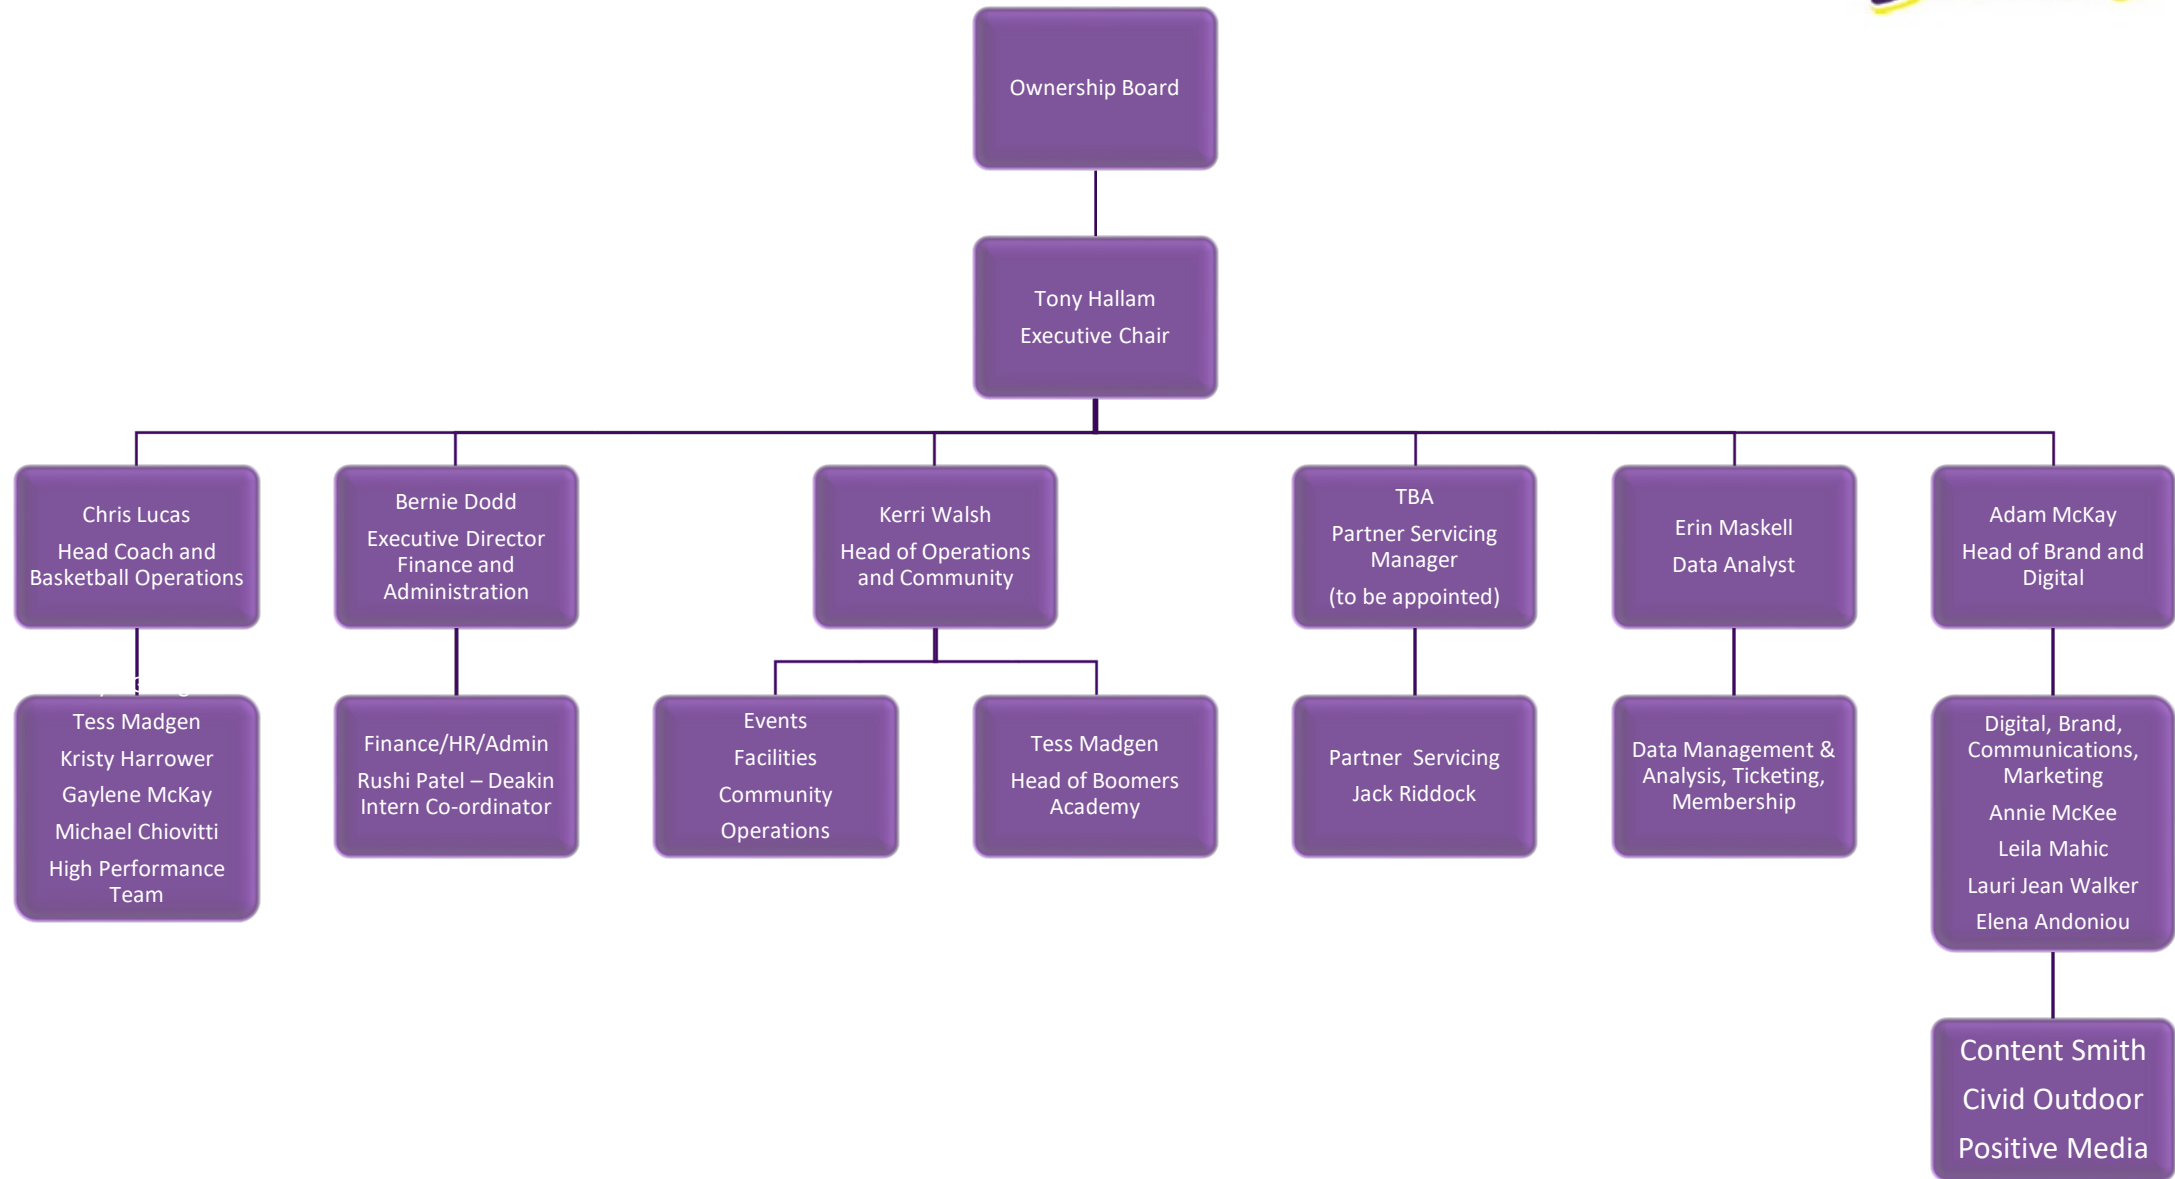 Ownership Board
Tony Hallam
Executive Chair
Chris Lucas
Head Coach and
Basketball Operations
Bernie Dodd
Executive Director
Finance and
Administration
Kerri Walsh
Head of Operations
and Community
TBA
Partner Servicing
Manager
(to be appointed)
Erin Maskell
Data Analyst
Adam McKay
Head of Brand and
Digital
Tess Madgen
Kristy Harrower
Gaylene McKay
Michael Chiovitti
High Performance
Team
Finance/HR/Admin
Rushi Patel – Deakin
Intern Co-ordinator
Events
Facilities
Community
Operations
Tess Madgen
Head of Boomers
Academy
Partner Servicing
Jack Riddock
Data Management &
Analysis, Ticketing,
Membership
Digital, Brand,
Communications,
Marketing
Annie McKee
Leila Mahic
Lauri Jean Walker
Elena Andoniou
Content Smith
Civid Outdoor
Positive Media